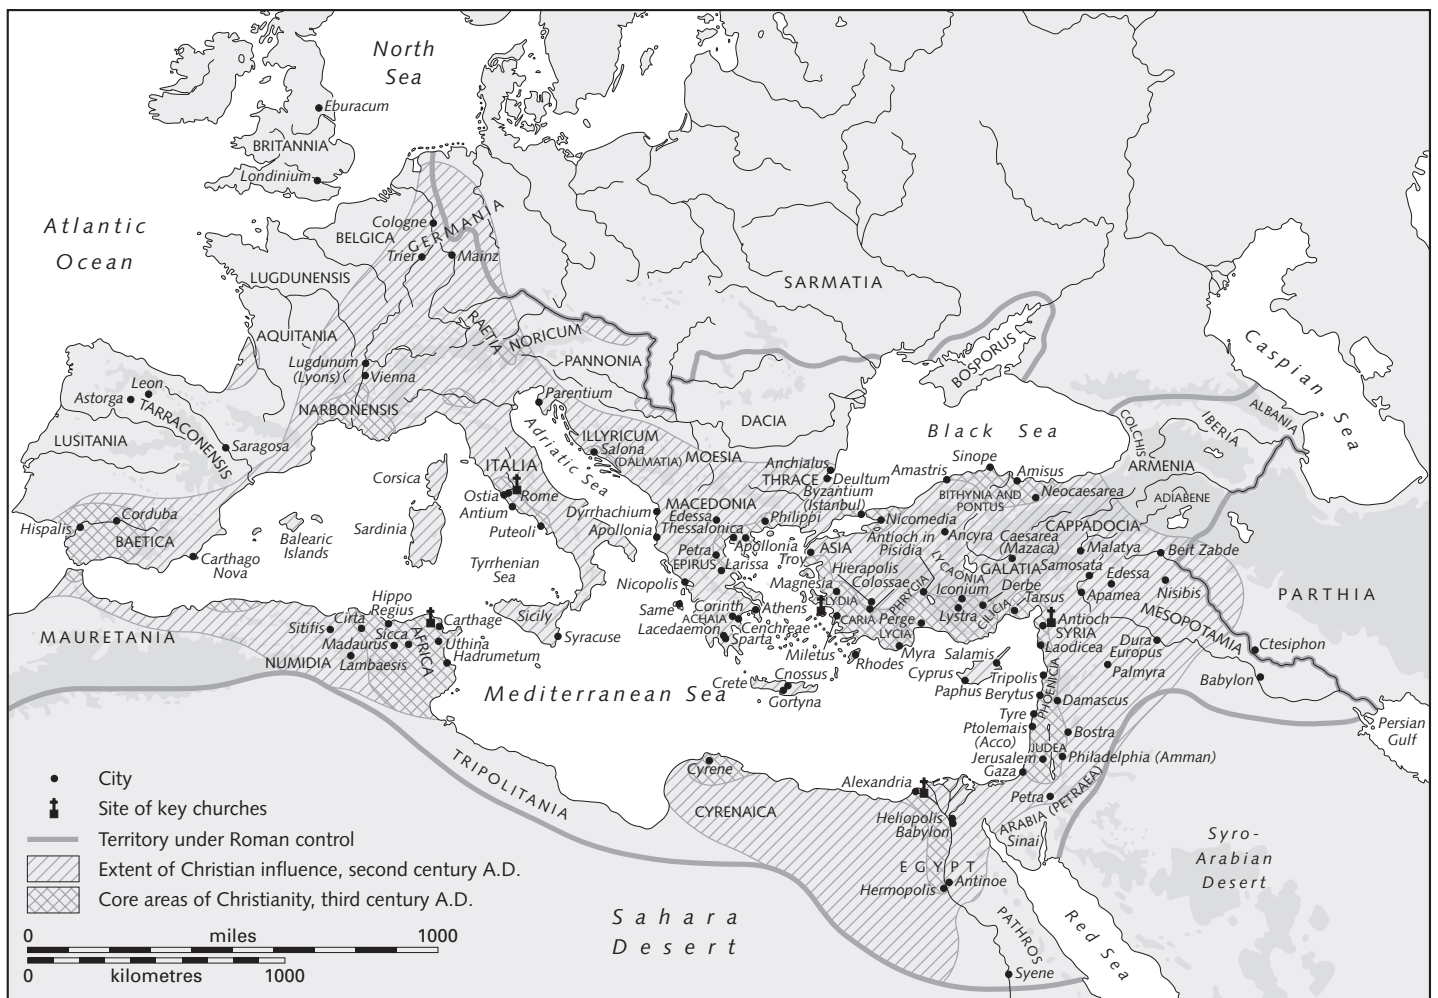 North
Sea
Eburacum
BRITANNIA
Londinium
Atlantic
Ocean
Cologne
BELGICA
GERMANIA
Trier
Mainz
LUGDUNENSIS
SARMATIA
AQUITANIA
RAETIA
NORICUM
PANNONIA
Lugdunum
(Lyons)
Vienna
BOSPORUS
Caspian Sea
Leon
Astorga
TARRACONENSIS
NARBONENSIS
Parentium
LUSITANIA
Saragosa
Adriatic Sea
ILLYRICUM
Salona
(DALMATIA)
MOESIA
DACIA
Black Sea
COLCHIS
IBERIA
ALBANIA
ITALIA
Corsica
Ostia
Rome
Antium
Anchialus
THRACE
Deultum
Byzantium
(Istanbul)
Amastris
Sinope
Amisus
BITHYNIA AND
PONTUS
Neocaesarea
ARMENIA
ADIABENE
Corduba
Hispalis
BAETICA
Balearic
Islands
Carthago
Nova
Sardinia
Puteoli
Tyrrhenian
Sea
Dyrrhachium
Apollonia
MACEDONIA
Edessa
Thessalonica
Philippi
Apollonia
Petra
EPIRUS
Larissa
Troy
ASIA
Nicomedia
Antioch in
Pisidia
Ancyra
Caesarea
(Mazaca)
CAPPADOCIA
Malatya
Beit Zabde
Hierapolis
Colossae
LYCAONIA
GALATIA
Samosata
Magnesia
LYDIA
PHRYGIA
Iconium
Derbe
Tarsus
Edessa
Apamea
Nisibis
PARTHIA
Nicopolis
Same
Corinth
ACHAIA
Athens
Cenchreae
Lacedaemon
Sparta
CARIA
Perge
LYCIA
Lystra
CILICIA
Antioch
SYRIA
Laodicea
MESOPOTAMIA
Dura
Europus
Ctesiphon
MAURETANIA
Hippo
Regius
Cirta
Sitifis
Carthage
Sicca
AFRICA
Madaurus
Uthina
NUMIDIA
Lambaesis
Hadrumetum
Sicily
Syracuse
Miletus
Rhodes
Myra
Salamis
Cyprus
Paphus
Tripolis
Berytus
PHOENICIA
Palmyra
Babylon
Mediterranean Sea
Crete
Cnossus
Gortyna
Damascus
Tyre
Ptolemais
(Acco)
Bostra
JUDEA
Jerusalem
Philadelphia (Amman)
Gaza
Persian
Gulf
TRIPOLITANIA
Cyrene
CYRENAICA
Alexandria
Petra
ARABIA (PETRAEA)
Heliopolis
Babylon
Sinai
Syro-
Arabian
Desert
EGYPT
Antinoe
Hermopolis
PATHROS
Red Sea
Sahara
Desert
Syene
City
Site of key churches
Territory under Roman control
Extent of Christian influence, second century A.D.
Core areas of Christianity, third century A.D.
0 miles 1000
0 kilometres 1000